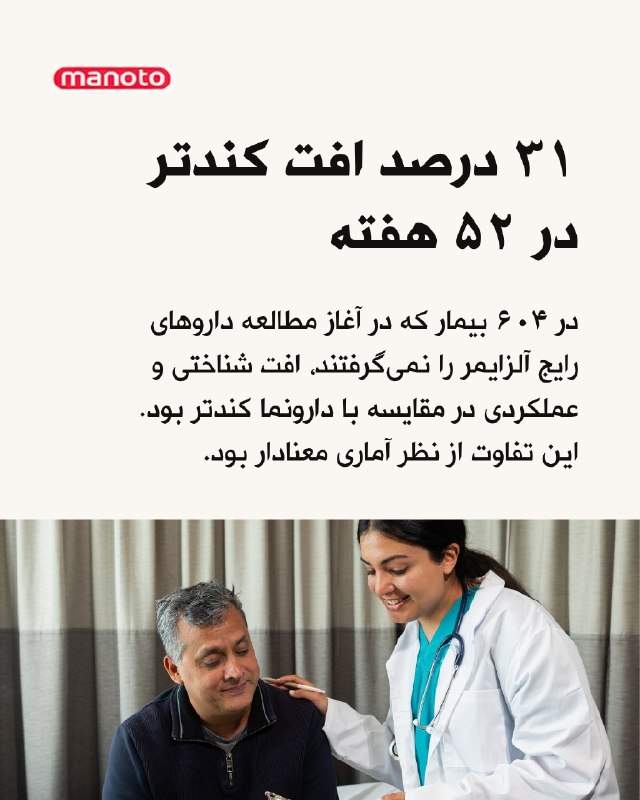 manoto
۳۱ درصد افت کندتر
در ۵۲ هفته
در ۶۰۴ بیمار که در آغاز مطالعه داروهای
رایج آلزایمر را نمی‌گرفتند، افت شناختی و
عملکردی در مقایسه با دارونما کندتر بود.
این تفاوت از نظر آماری معنادار بود.